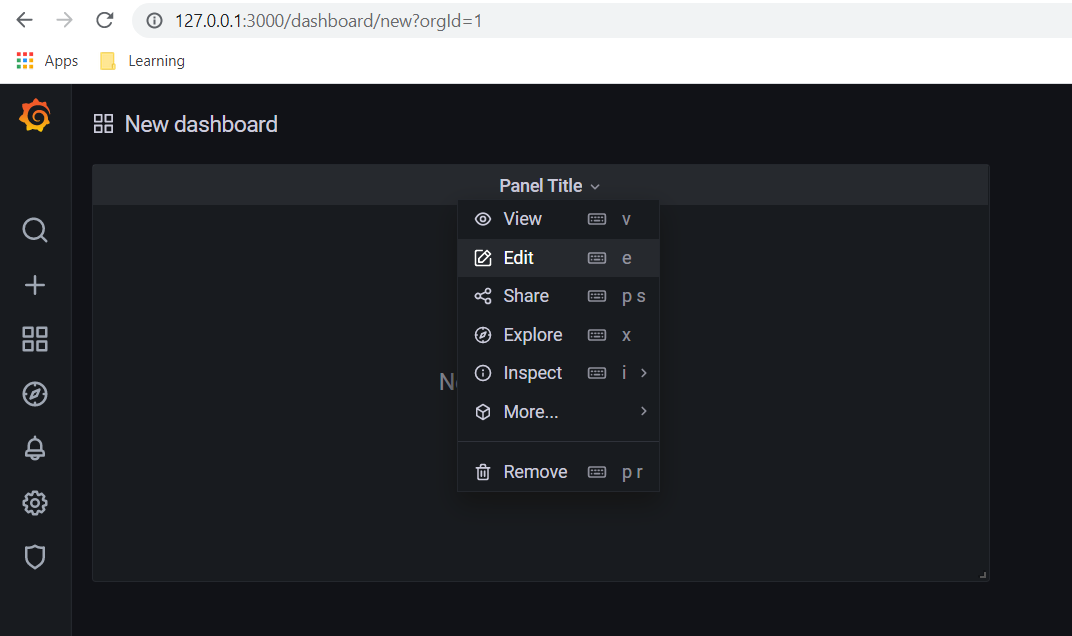 127.0.0.1:3000/dashboard/new?orgId=1
Apps Learning
New dashboard
Panel Title
View v
Edit e
Share p s
Explore x
Inspect i
More...
Remove p r